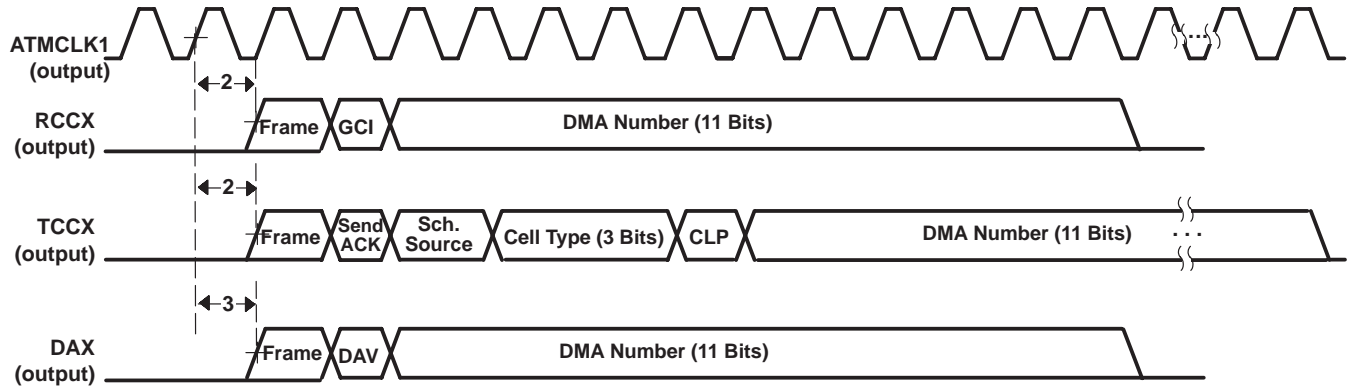 ATMCLK1
(output)
...
2
RCCX
(output)
Frame
GCI
DMA Number (11 Bits)
2
TCCX
(output)
Frame
Send
ACK
Sch.
Source
Cell Type (3 Bits)
CLP
DMA Number (11 Bits)
...
3
DAX
(output)
Frame
DAV
DMA Number (11 Bits)